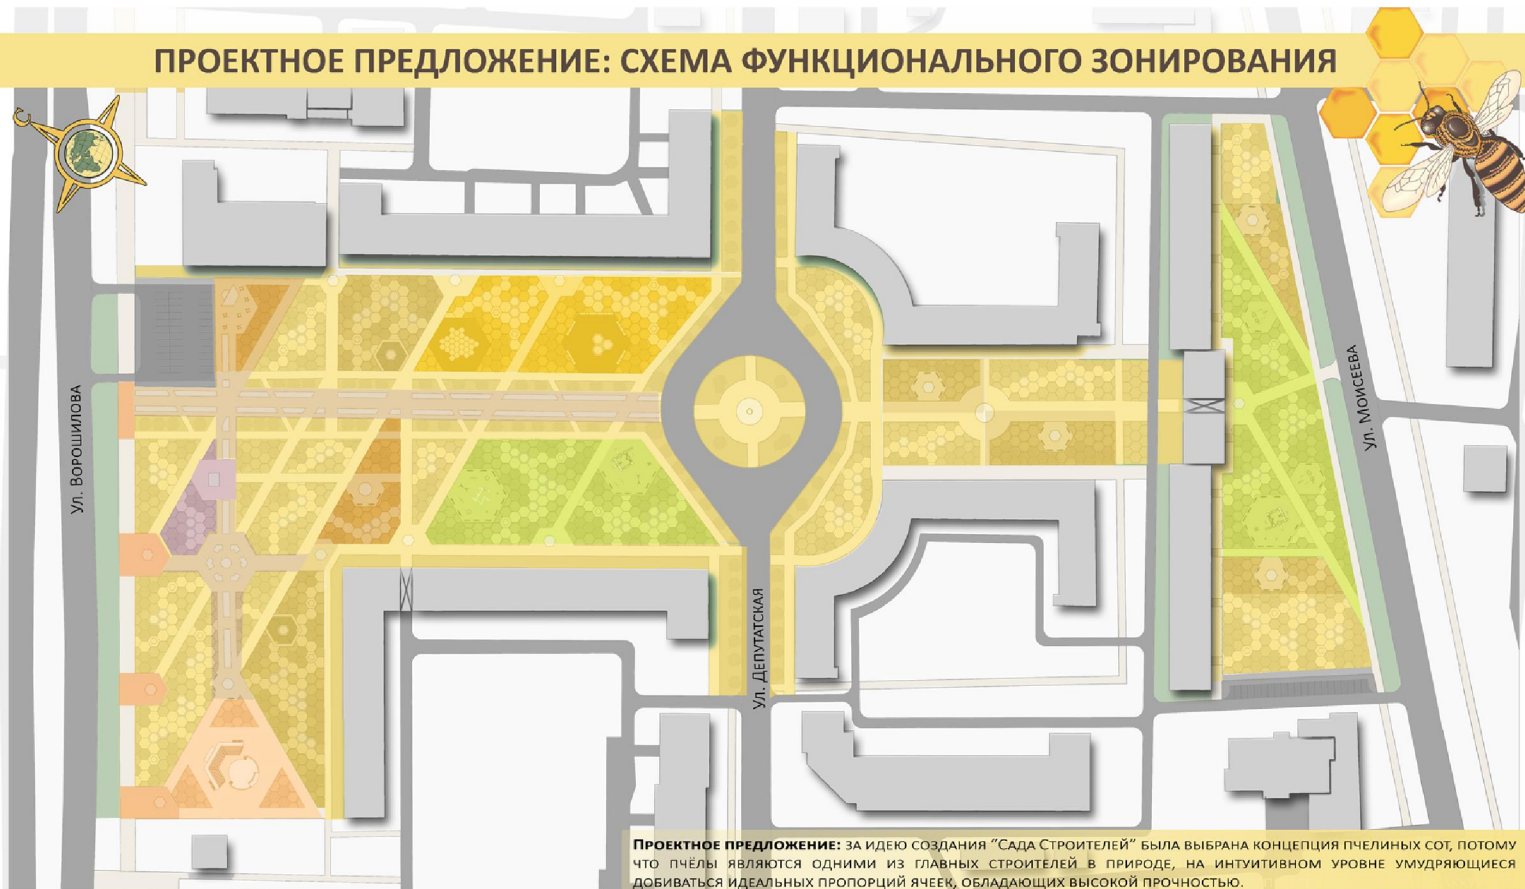 ПРОЕКТНОЕ ПРЕДЛОЖЕНИЕ: СХЕМА ФУНКЦИОНАЛЬНОГО ЗОНИРОВАНИЯ
С
Ул. Ворошилова
Ул. Моисеева
Ул. Депутатская
Проектное предложение: за идею создания "Сада Строителей" была выбрана концепция пчелиных сот, потому
что пчёлы являются одними из главных строителей в природе, на интуитивном уровне умудряющиеся
добиваться идеальных пропорций ячеек, обладающих высокой прочностью.